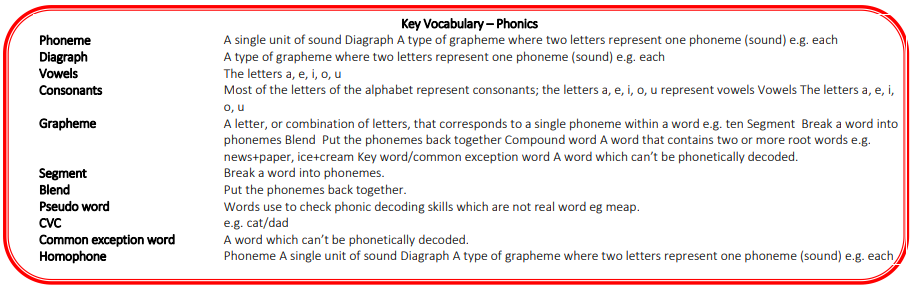 Key Vocabulary – Phonics
Phoneme A single unit of sound Diagraph A type of grapheme where two letters represent one phoneme (sound) e.g. each
Diagraph A type of grapheme where two letters represent one phoneme (sound) e.g. each
Vowels The letters a, e, i, o, u
Consonants Most of the letters of the alphabet represent consonants; the letters a, e, i, o, u represent vowels Vowels The letters a, e, i,
o, u
Grapheme A letter, or combination of letters, that corresponds to a single phoneme within a word e.g. ten Segment Break a word into
phonemes Blend Put the phonemes back together Compound word A word that contains two or more root words e.g.
news+paper, ice+cream Key word/common exception word A word which can’t be phonetically decoded.
Segment Break a word into phonemes.
Blend Put the phonemes back together.
Pseudo word Words use to check phonic decoding skills which are not real word eg meap.
CVC e.g. cat/dad
Common exception word A word which can’t be phonetically decoded.
Homophone Phoneme A single unit of sound Diagraph A type of grapheme where two letters represent one phoneme (sound) e.g. each